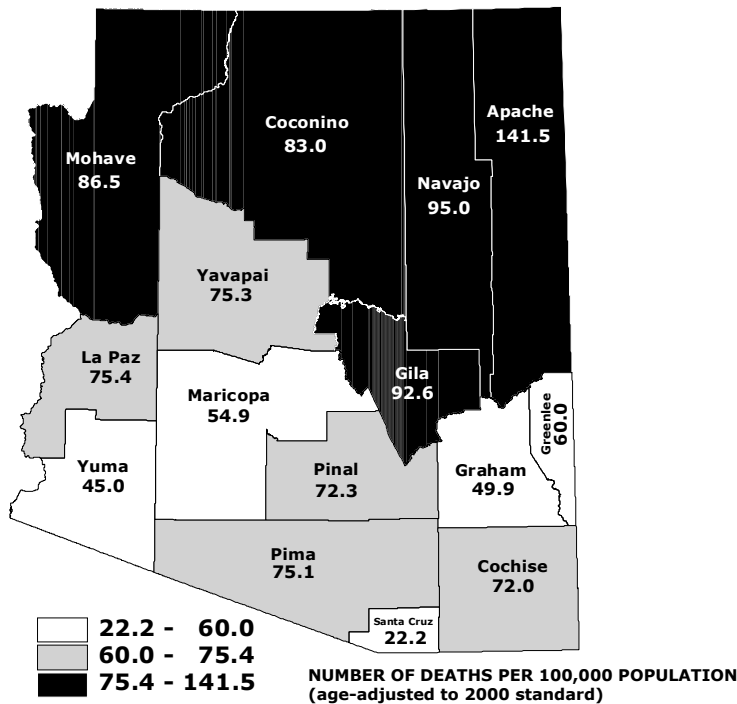 Apache
141.5
Coconino
83.0
Mohave
86.5
Navajo
95.0
Yavapai
75.3
La Paz
75.4
Gila
92.6
Maricopa
54.9
Greenlee
60.0
Yuma
45.0
Pinal
72.3
Graham
49.9
Pima
75.1
Cochise
72.0
Santa Cruz
22.2
22.2 - 60.0
60.0 - 75.4
75.4 - 141.5
NUMBER OF DEATHS PER 100,000 POPULATION
(age-adjusted to 2000 standard)